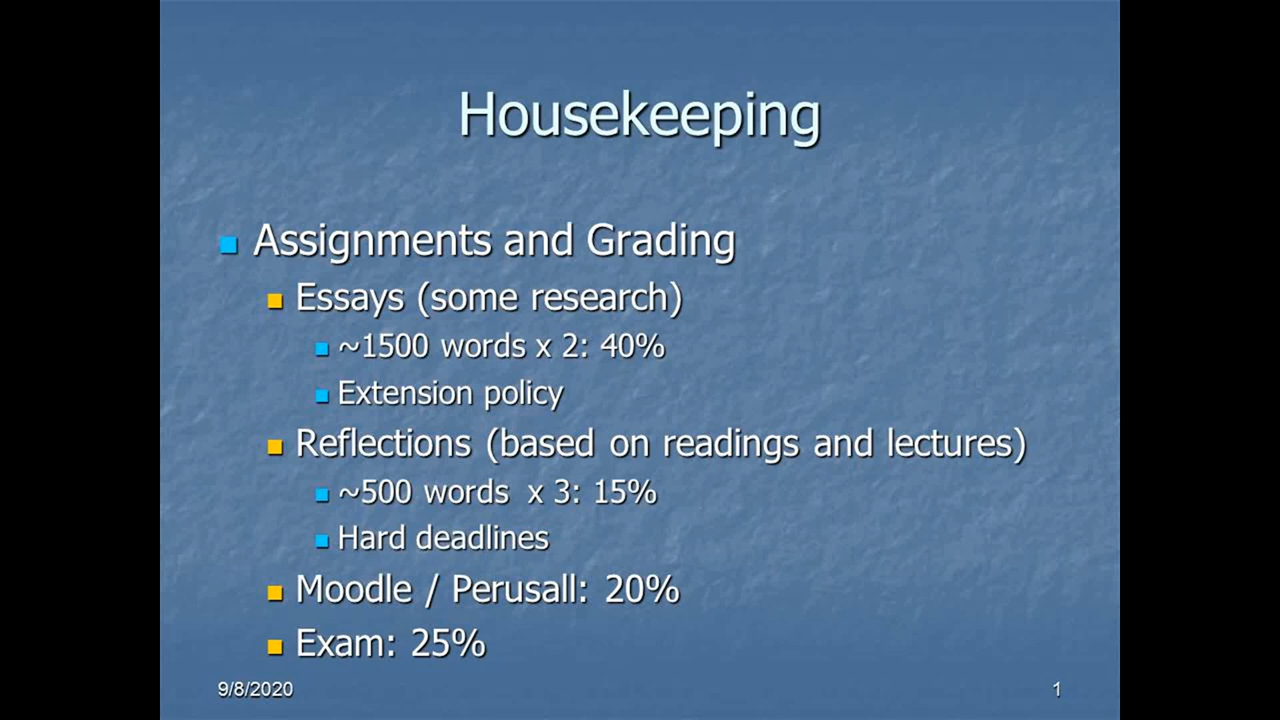 Housekeeping
Assignments and Grading
Essays (some research)
~1500 words x 2: 40%
Extension policy
Reflections (based on readings and lectures)
~500 words  x 3: 15%
Hard deadlines
Moodle / Perusall: 20%
Exam: 25%
9/8/2020
1